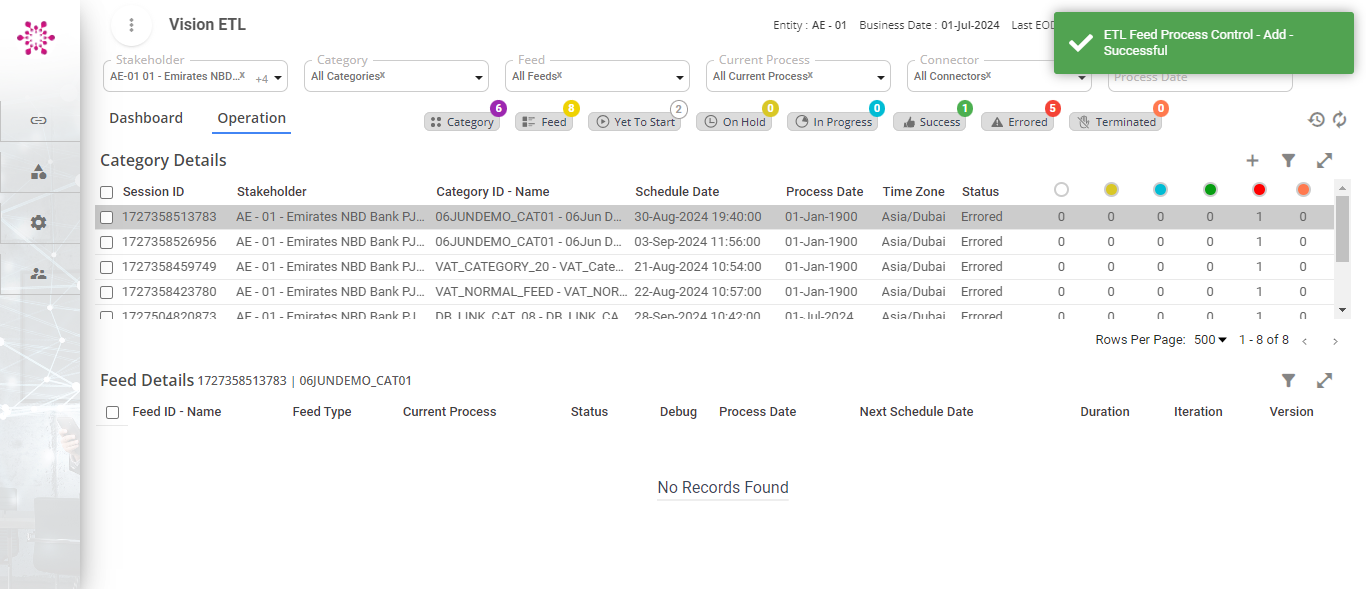 Vision ETL
Entity : AE - 01 Business Date : 01-Jul-2024 Last EOD
ETL Feed Process Control - Add -
Successful
Stakeholder
AE-01 01 - Emirates NBD...x +4
Category
All Categoriesx
Feed
All Feedsx
Current Process
All Current Processx
Connector
All Connectorsx
Process Date
Dashboard
Operation
Category 6
Feed 8
Yet To Start 2
On Hold 0
In Progress 0
Success 1
Errored 5
Terminated 0
Category Details
Session ID Stakeholder Category ID - Name Schedule Date Process Date Time Zone Status
1727358513783 AE - 01 - Emirates NBD Bank PJ... 06JUNDEMO_CAT01 - 06Jun D... 30-Aug-2024 19:40:00 01-Jan-1900 Asia/Dubai Errored 0 0 0 0 1 0
1727358526956 AE - 01 - Emirates NBD Bank PJ... 06JUNDEMO_CAT01 - 06Jun D... 03-Sep-2024 11:56:00 01-Jan-1900 Asia/Dubai Errored 0 0 0 0 1 0
1727358459749 AE - 01 - Emirates NBD Bank PJ... VAT_CATEGORY_20 - VAT_Cate... 21-Aug-2024 10:54:00 01-Jan-1900 Asia/Dubai Errored 0 0 0 0 1 0
1727358423780 AE - 01 - Emirates NBD Bank PJ... VAT_NORMAL_FEED - VAT_NOR... 22-Aug-2024 10:57:00 01-Jan-1900 Asia/Dubai Errored 0 0 0 0 1 0
1727504820873 AE - 01 - Emirates NBD Bank PJ... DB_LINK_CAT_08 - DB_LINK_CA... 28-Sep-2024 10:42:00 01-Jul-2024 Asia/Dubai Errored 0 0 0 0 1 0
Rows Per Page: 500 1 - 8 of 8
Feed Details 1727358513783 | 06JUNDEMO_CAT01
Feed ID - Name Feed Type Current Process Status Debug Process Date Next Schedule Date Duration Iteration Version
No Records Found